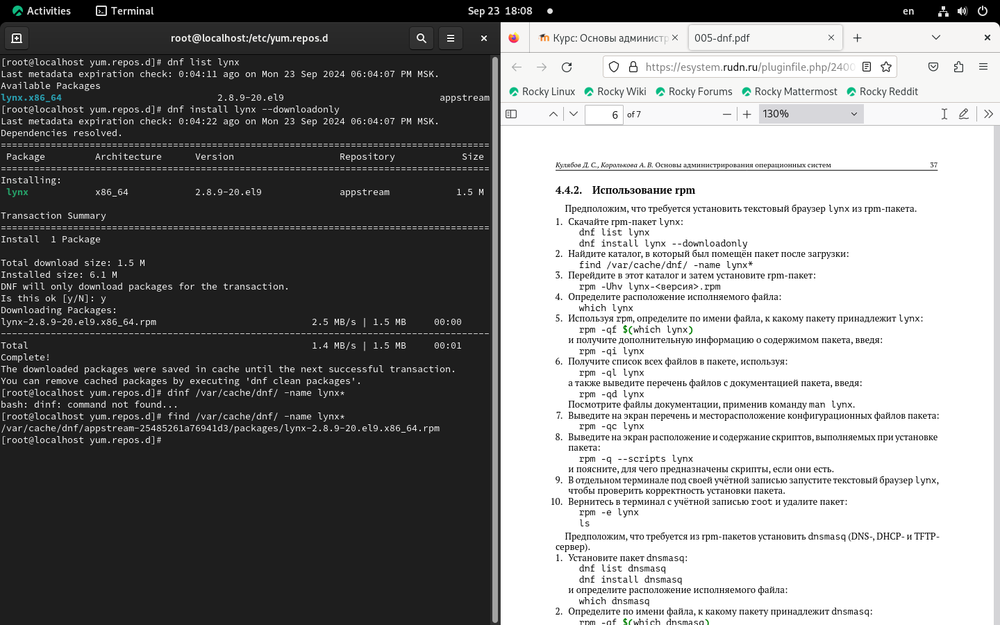 Activities Terminal Sep 23 18:08 en
root@localhost:/etc/yum.repos.d
[root@localhost yum.repos.d]# dnf list lynx
Last metadata expiration check: 0:04:11 ago on Mon 23 Sep 2024 06:04:07 PM MSK.
Available Packages
lynx.x86_64 2.8.9-20.el9 appstream
[root@localhost yum.repos.d]# dnf install lynx --downloadonly
Last metadata expiration check: 0:04:22 ago on Mon 23 Sep 2024 06:04:07 PM MSK.
Dependencies resolved.
================================================================================
Package Architecture Version Repository Size
================================================================================
Installing:
lynx x86_64 2.8.9-20.el9 appstream 1.5 M

Transaction Summary
================================================================================
Install 1 Package

Total download size: 1.5 M
Installed size: 6.1 M
DNF will only download packages for the transaction.
Is this ok [y/N]: y
Downloading Packages:
lynx-2.8.9-20.el9.x86_64.rpm 2.5 MB/s | 1.5 MB 00:00
--------------------------------------------------------------------------------
Total 1.4 MB/s | 1.5 MB 00:01
Complete!
The downloaded packages were saved in cache until the next successful transaction.
You can remove cached packages by executing 'dnf clean packages'.
[root@localhost yum.repos.d]# dinf /var/cache/dnf/ -name lynx*
bash: dinf: command not found...
[root@localhost yum.repos.d]# find /var/cache/dnf/ -name lynx*
/var/cache/dnf/appstream-25485261a76941d3/packages/lynx-2.8.9-20.el9.x86_64.rpm
[root@localhost yum.repos.d]#
Курс: Основы администр 005-dnf.pdf
https://esystem.rudn.ru/pluginfile.php/2400
Rocky Linux Rocky Wiki Rocky Forums Rocky Mattermost Rocky Reddit
6 of 7 130%
Кулябов Д. С., Королькова А. В. Основы администрирования операционных систем 37
4.4.2. Использование rpm
Предположим, что требуется установить текстовый браузер lynx из rpm-пакета.
1. Скачайте rpm-пакет lynx:
dnf list lynx
dnf install lynx --downloadonly
2. Найдите каталог, в который был помещён пакет после загрузки:
find /var/cache/dnf/ -name lynx*
3. Перейдите в этот каталог и затем установите rpm-пакет:
rpm -Uhv lynx-<версия>.rpm
4. Определите расположение исполняемого файла:
which lynx
5. Используя rpm, определите по имени файла, к какому пакету принадлежит lynx:
rpm -qf $(which lynx)
и получите дополнительную информацию о содержимом пакета, введя:
rpm -qi lynx
6. Получите список всех файлов в пакете, используя:
rpm -ql lynx
а также выведите перечень файлов с документацией пакета, введя:
rpm -qd lynx
Посмотрите файлы документации, применив команду man lynx.
7. Выведите на экран перечень и месторасположение конфигурационных файлов пакета:
rpm -qc lynx
8. Выведите на экран расположение и содержание скриптов, выполняемых при установке
пакета:
rpm -q --scripts lynx
и поясните, для чего предназначены скрипты, если они есть.
9. В отдельном терминале под своей учётной записью запустите текстовый браузер lynx,
чтобы проверить корректность установки пакета.
10. Вернитесь в терминал с учётной записью root и удалите пакет:
rpm -e lynx
ls
Предположим, что требуется из rpm-пакетов установить dnsmasq (DNS-, DHCP- и TFTP-
сервер).
1. Установите пакет dnsmasq:
dnf list dnsmasq
dnf install dnsmasq
и определите расположение исполняемого файла:
which dnsmasq
2. Определите по имени файла, к какому пакету принадлежит dnsmasq:
rpm -qf $(which dnsmasq)